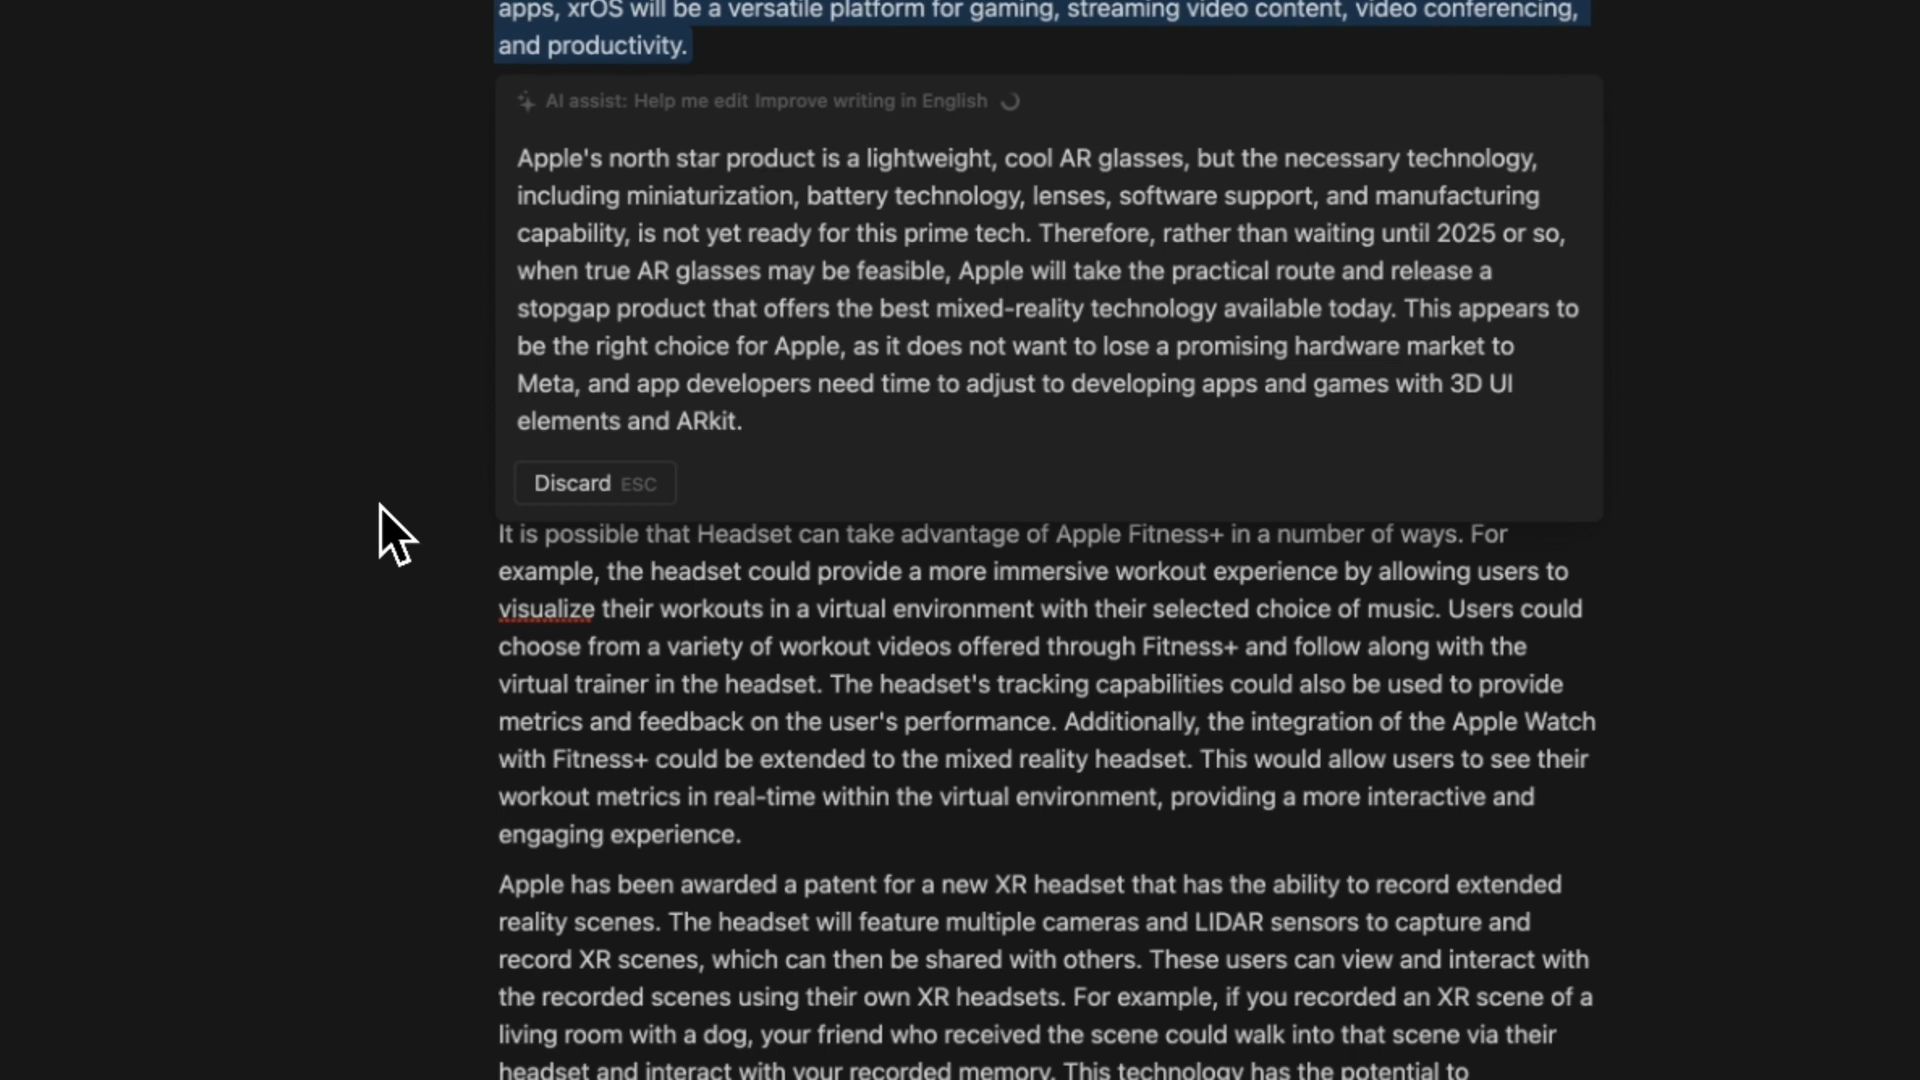 apps, xrOS will be a versatile platform for gaming, streaming video content, video conferencing,
and productivity.
AI assist: Help me edit Improve writing in English
Apple's north star product is a lightweight, cool AR glasses, but the necessary technology,
including miniaturization, battery technology, lenses, software support, and manufacturing
capability, is not yet ready for this prime tech. Therefore, rather than waiting until 2025 or so,
when true AR glasses may be feasible, Apple will take the practical route and release a
stopgap product that offers the best mixed-reality technology available today. This appears to
be the right choice for Apple, as it does not want to lose a promising hardware market to
Meta, and app developers need time to adjust to developing apps and games with 3D UI
elements and ARkit.
Discard ESC
It is possible that Headset can take advantage of Apple Fitness+ in a number of ways. For
example, the headset could provide a more immersive workout experience by allowing users to
visualize their workouts in a virtual environment with their selected choice of music. Users could
choose from a variety of workout videos offered through Fitness+ and follow along with the
virtual trainer in the headset. The headset's tracking capabilities could also be used to provide
metrics and feedback on the user's performance. Additionally, the integration of the Apple Watch
with Fitness+ could be extended to the mixed reality headset. This would allow users to see their
workout metrics in real-time within the virtual environment, providing a more interactive and
engaging experience.
Apple has been awarded a patent for a new XR headset that has the ability to record extended
reality scenes. The headset will feature multiple cameras and LIDAR sensors to capture and
record XR scenes, which can then be shared with others. These users can view and interact with
the recorded scenes using their own XR headsets. For example, if you recorded an XR scene of a
living room with a dog, your friend who received the scene could walk into that scene via their
headset and interact with your recorded memory. This technology has the potential to